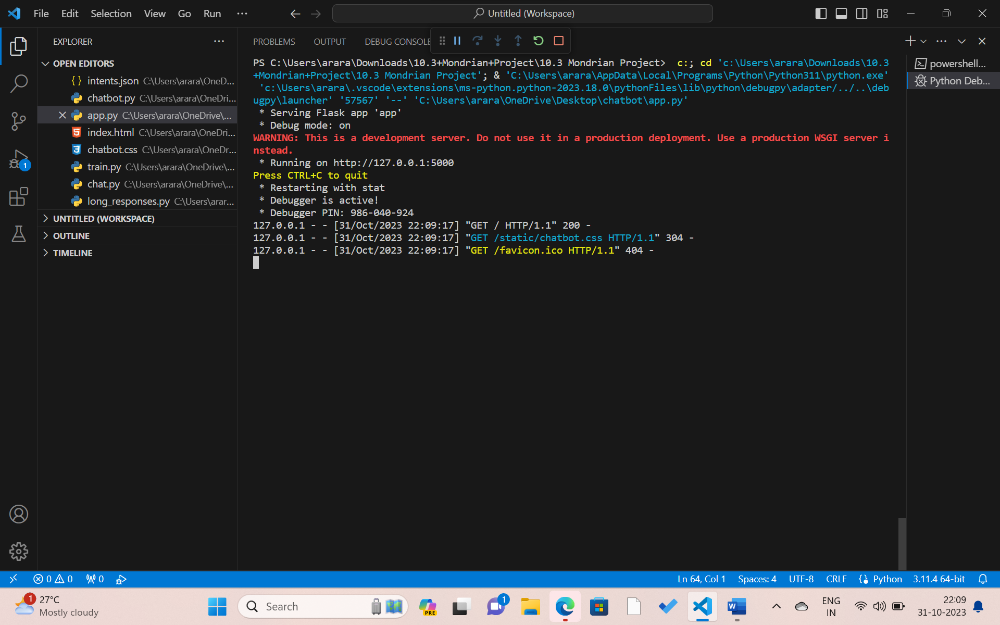 File Edit Selection View Go Run ··· Untitled (Workspace)
EXPLORER
OPEN EDITORS
{} intents.json C:\Users\arara\OneD...
chatbot.py C:\Users\arara\OneDri...
app.py C:\Users\arara\OneDrive\...
index.html C:\Users\arara\OneDri...
chatbot.css C:\Users\arara\OneDr...
train.py C:\Users\arara\OneDrive\...
chat.py C:\Users\arara\OneDrive\...
long_responses.py C:\Users\arar...
UNTITLED (WORKSPACE)
OUTLINE
TIMELINE
1
PROBLEMS OUTPUT DEBUG CONSOLE
PS C:\Users\arara\Downloads\10.3+Mondrian+Project\10.3 Mondrian Project> c:; cd 'c:\Users\arara\Downloads\10.3
+Mondrian+Project\10.3 Mondrian Project'; & 'C:\Users\arara\AppData\Local\Programs\Python\Python311\python.exe'
'c:\Users\arara\.vscode\extensions\ms-python.python-2023.18.0\pythonFiles\lib\python\debugpy\adapter/../..\deb
ugpy\launcher' '57567' '--' 'C:\Users\arara\OneDrive\Desktop\chatbot\app.py'
* Serving Flask app 'app'
* Debug mode: on
WARNING: This is a development server. Do not use it in a production deployment. Use a production WSGI server i
nstead.
* Running on http://127.0.0.1:5000
Press CTRL+C to quit
* Restarting with stat
* Debugger is active!
* Debugger PIN: 986-040-924
127.0.0.1 - - [31/Oct/2023 22:09:17] "GET / HTTP/1.1" 200 -
127.0.0.1 - - [31/Oct/2023 22:09:17] "GET /static/chatbot.css HTTP/1.1" 304 -
127.0.0.1 - - [31/Oct/2023 22:09:17] "GET /favicon.ico HTTP/1.1" 404 -
powershell...
Python Deb...
0 0 0 Ln 64, Col 1 Spaces: 4 UTF-8 CRLF {} Python 3.11.4 64-bit
1 27°C
Mostly cloudy
Search
PRE
1
W
ENG
IN
22:09
31-10-2023